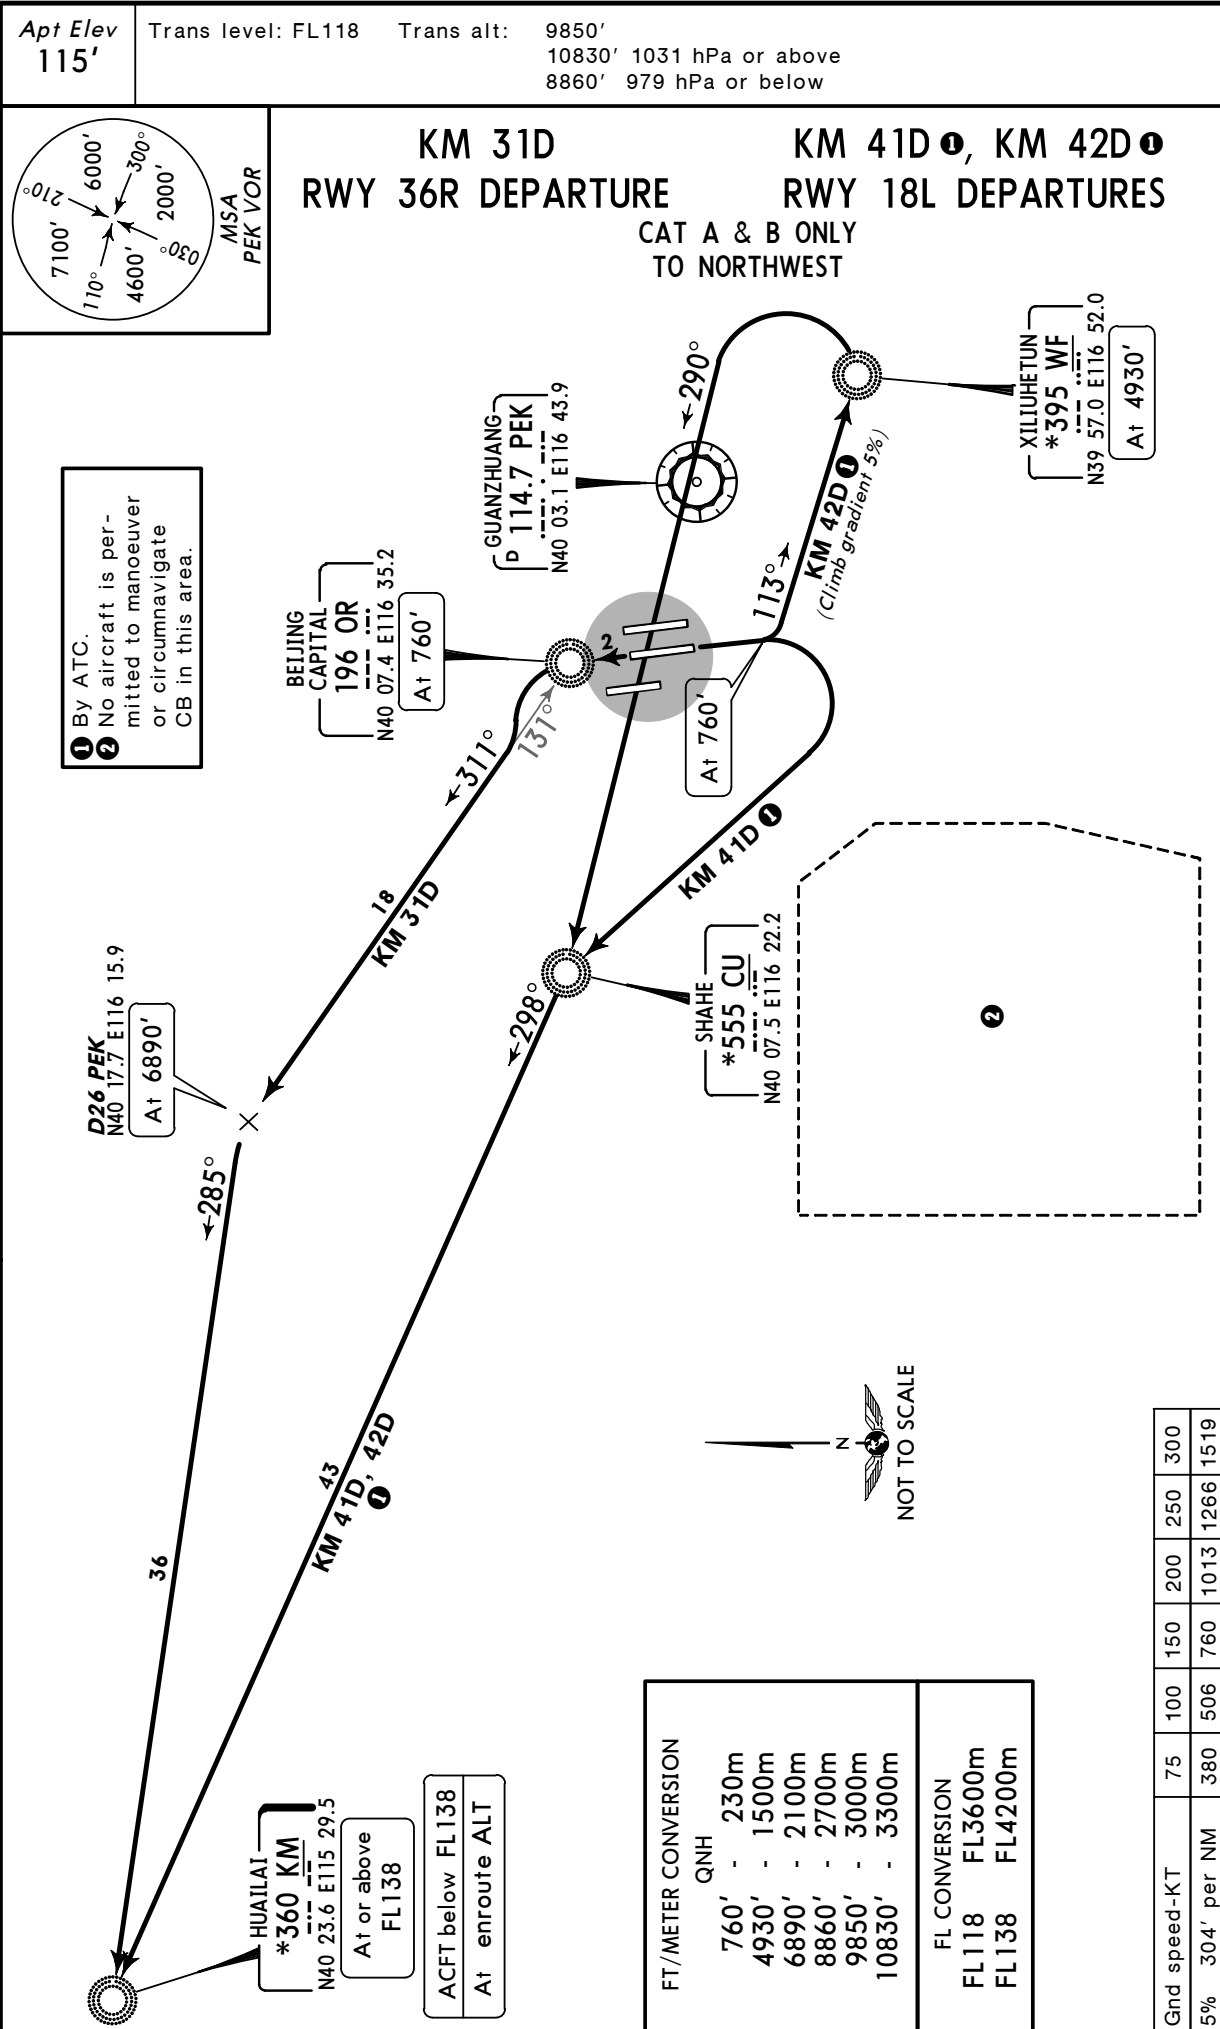 Apt Elev
115'
Trans level: FL118 Trans alt: 9850'
10830' 1031 hPa or above
8860' 979 hPa or below
KM 31D
RWY 36R DEPARTURE
KM 41D ❶, KM 42D ❶
RWY 18L DEPARTURES
CAT A & B ONLY
TO NORTHWEST
210°
6000'
300°
2000'
030°
4600'
110°
7100'
MSA
PEK VOR
❶ By ATC.
❷ No aircraft is per-
mitted to manoeuver
or circumnavigate
CB in this area.
GUANZHUANG
D 114.7 PEK
N40 03.1 E116 43.9
←290°
XILIUHETUN
*395 WF
N39 57.0 E116 52.0
At 4930'
BEIJING
CAPITAL
196 OR
N40 07.4 E116 35.2
At 760'
2
113°→
KM 42D ❶
(Climb gradient 5%)
At 760'
←311°
131°
18
KM 31D
KM 41D ❶
D26 PEK
N40 17.7 E116 15.9
At 6890'
SHAHE
*555 CU
N40 07.5 E116 22.2
←298°
❷
←285°
36
43
KM 41D, 42D
❶
N
NOT TO SCALE
HUAILAI
*360 KM
N40 23.6 E115 29.5
At or above
FL138
ACFT below FL138
At enroute ALT
FT/METER CONVERSION
QNH
760' - 230m
4930' - 1500m
6890' - 2100m
8860' - 2700m
9850' - 3000m
10830' - 3300m
FL CONVERSION
FL118 FL3600m
FL138 FL4200m
Gnd speed-KT 75 100 150 200 250 300
5% 304' per NM 380 506 760 1013 1266 1519